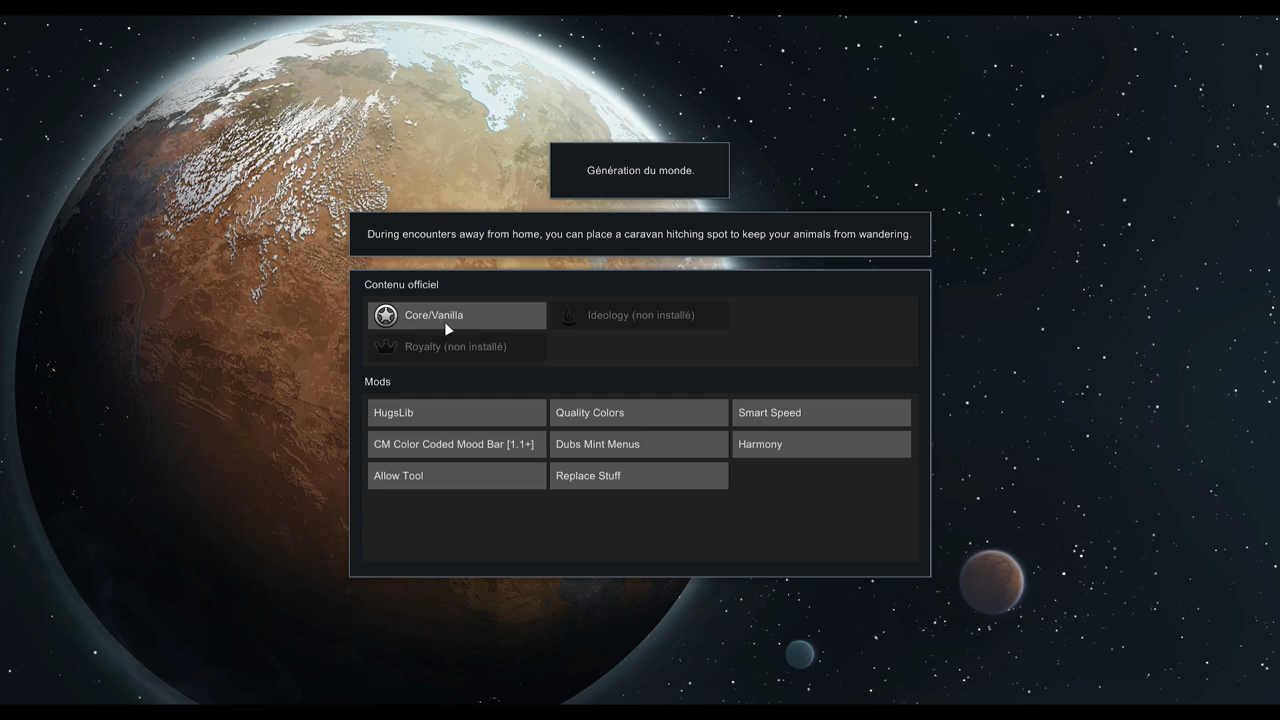 Génération du monde.
During encounters away from home, you can place a caravan hitching spot to keep your animals from wandering.
Contenu officiel
Core/Vanilla
Ideology (non installé)
Royalty (non installé)
Mods
HugsLib
Quality Colors
Smart Speed
CM Color Coded Mood Bar [1.1+]
Dubs Mint Menus
Harmony
Allow Tool
Replace Stuff